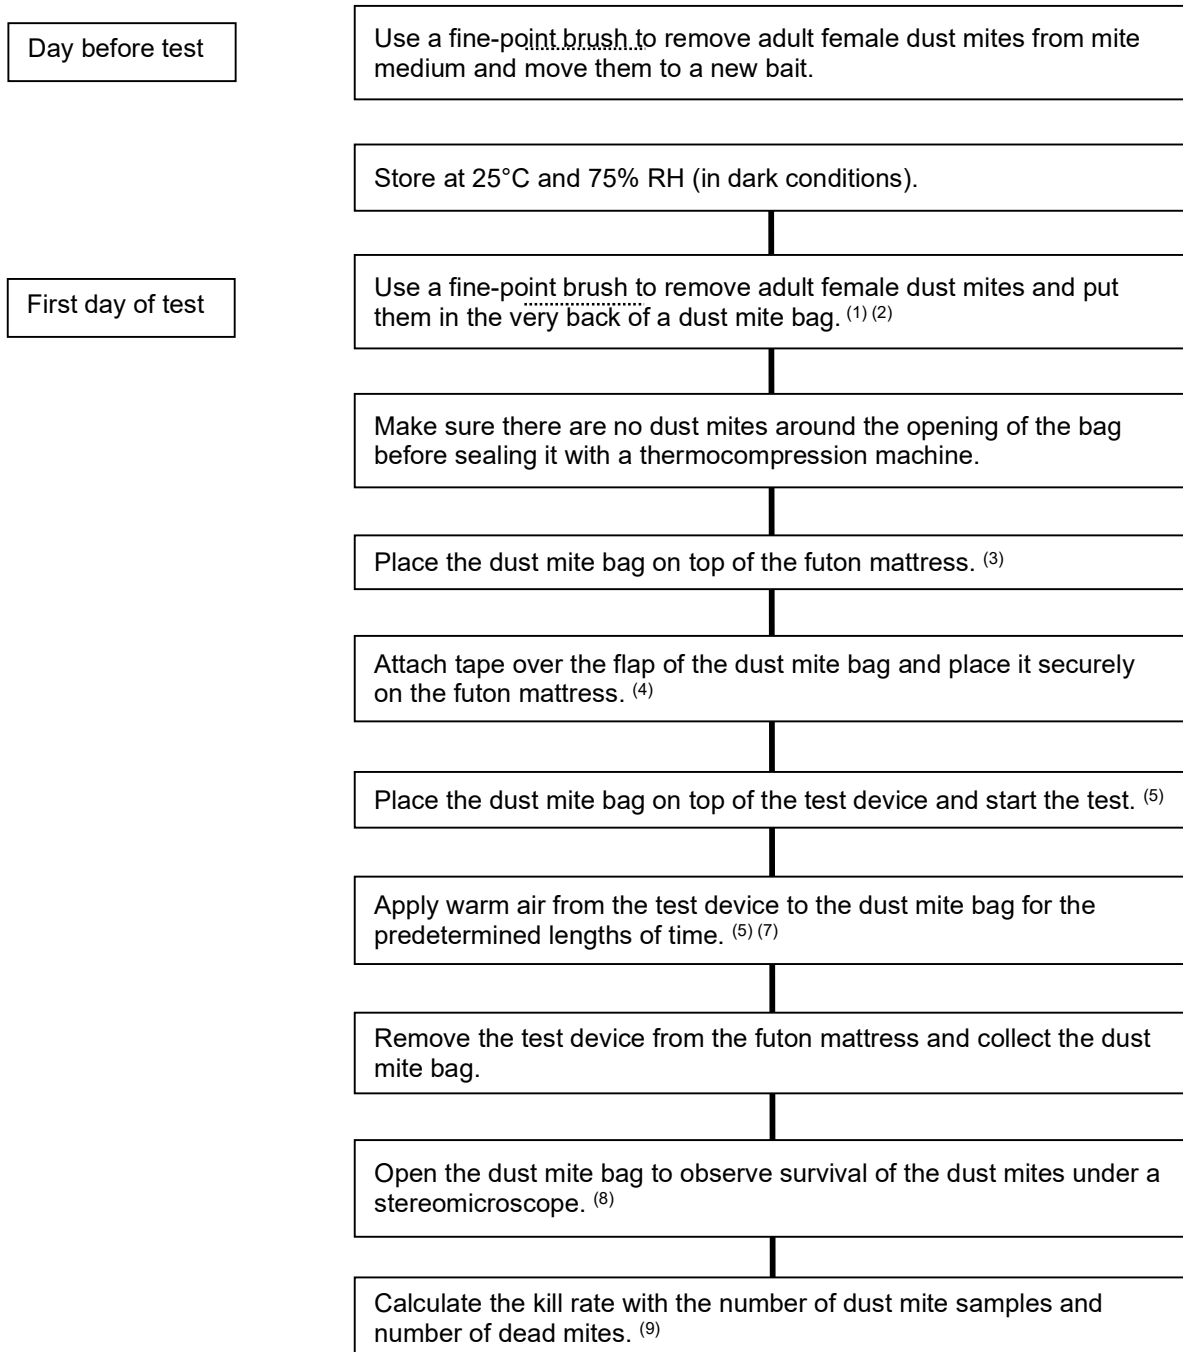 Day before test
Use a fine-point brush to remove adult female dust mites from mite
medium and move them to a new bait.
Store at 25°C and 75% RH (in dark conditions).
First day of test
Use a fine-point brush to remove adult female dust mites and put
them in the very back of a dust mite bag. (1) (2)
Make sure there are no dust mites around the opening of the bag
before sealing it with a thermocompression machine.
Place the dust mite bag on top of the futon mattress. (3)
Attach tape over the flap of the dust mite bag and place it securely
on the futon mattress. (4)
Place the dust mite bag on top of the test device and start the test. (5)
Apply warm air from the test device to the dust mite bag for the
predetermined lengths of time. (5) (7)
Remove the test device from the futon mattress and collect the dust
mite bag.
Open the dust mite bag to observe survival of the dust mites under a
stereomicroscope. (8)
Calculate the kill rate with the number of dust mite samples and
number of dead mites. (9)